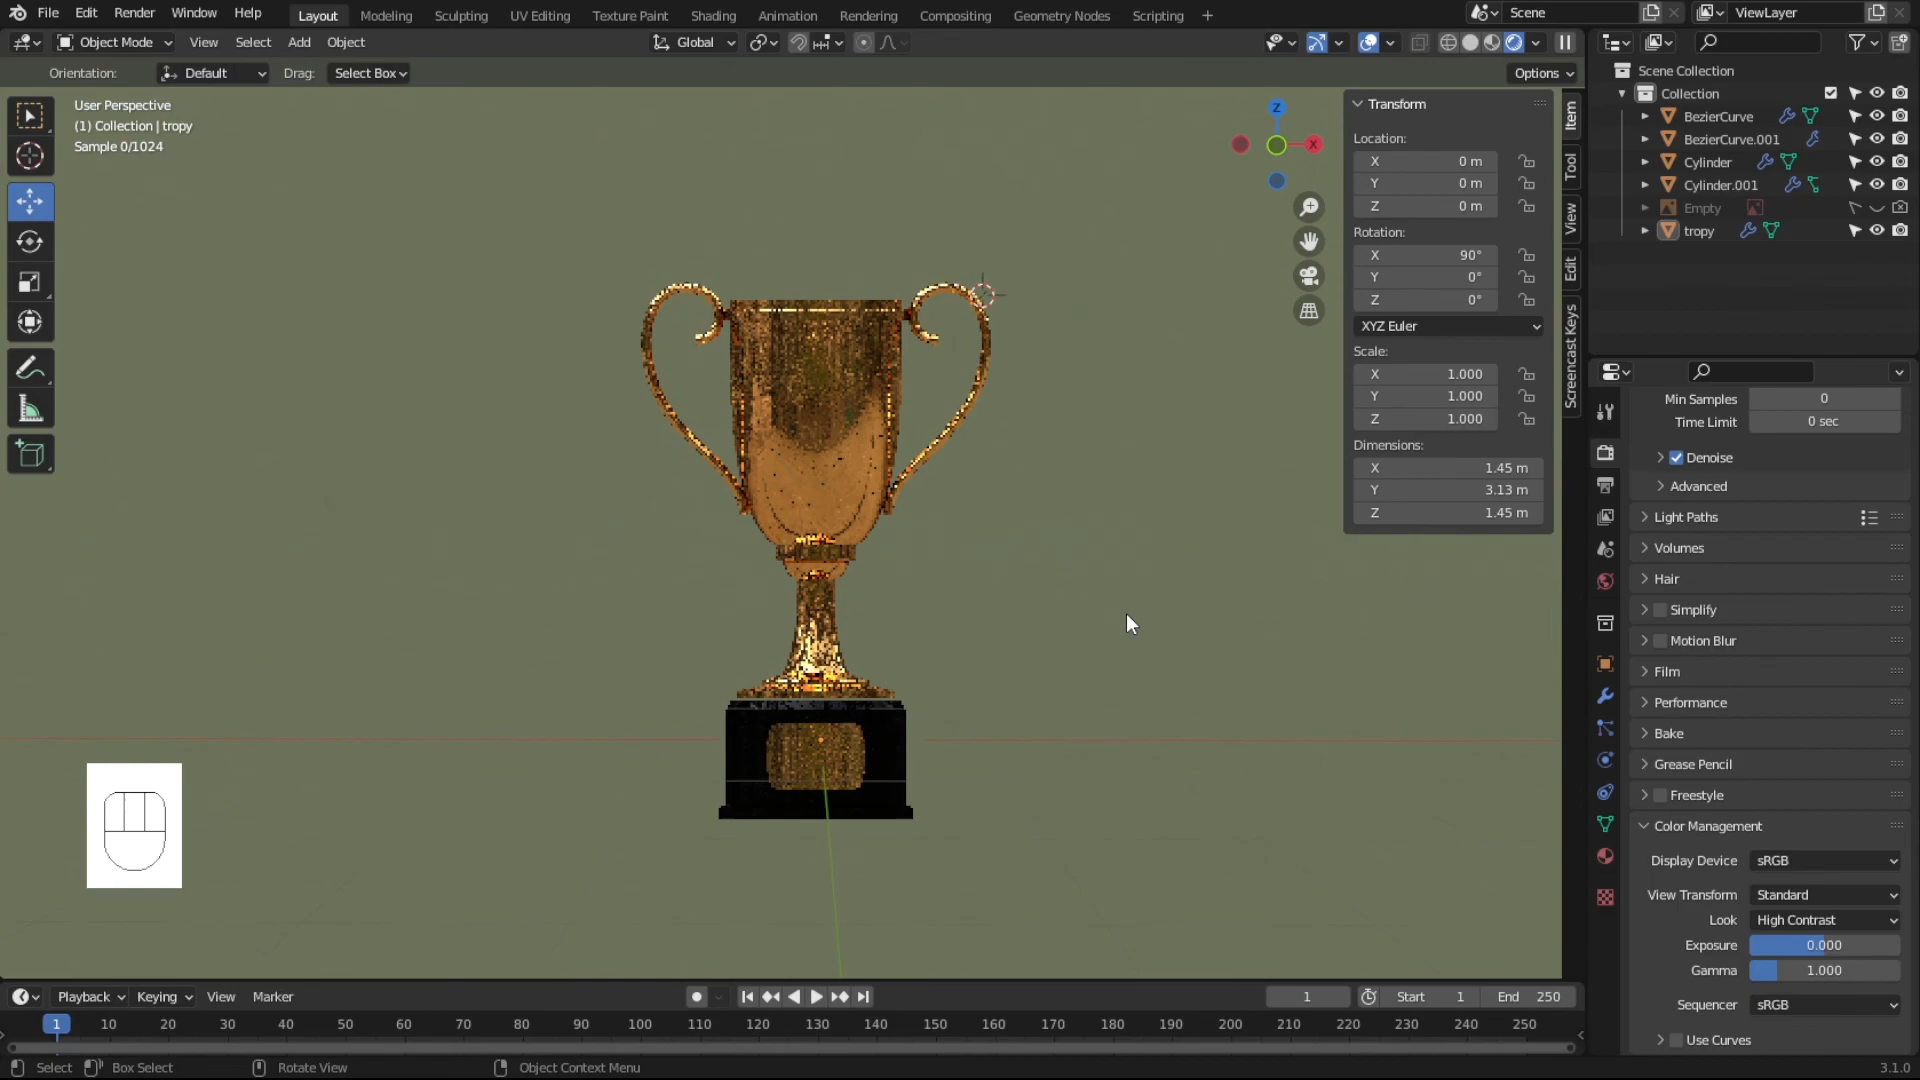 File Edit Render Window Help
Layout Modeling Sculpting UV Editing Texture Paint Shading Animation Rendering Compositing Geometry Nodes Scripting +
Scene
ViewLayer
Object Mode View Select Add Object
Global
Orientation: Default Drag: Select Box
Options
User Perspective
(1) Collection | tropy
Sample 0/1024
Z
X
Transform
Location:
X 0 m
Y 0 m
Z 0 m
Rotation:
X 90°
Y 0°
Z 0°
XYZ Euler
Scale:
X 1.000
Y 1.000
Z 1.000
Dimensions:
X 1.45 m
Y 3.13 m
Z 1.45 m
Item
Tool
View
Edit
Screencast Keys
Scene Collection
Collection
BezierCurve
BezierCurve.001
Cylinder
Cylinder.001
Empty
tropy
Min Samples 0
Time Limit 0 sec
Denoise
Advanced
Light Paths
Volumes
Hair
Simplify
Motion Blur
Film
Performance
Bake
Grease Pencil
Freestyle
Color Management
Display Device sRGB
View Transform Standard
Look High Contrast
Exposure 0.000
Gamma 1.000
Sequencer sRGB
Use Curves
Playback Keying View Marker
1 Start 1 End 250
1 10 20 30 40 50 60 70 80 90 100 110 120 130 140 150 160 170 180 190 200 210 220 230 240 250
Select Box Select Rotate View Object Context Menu 3.1.0